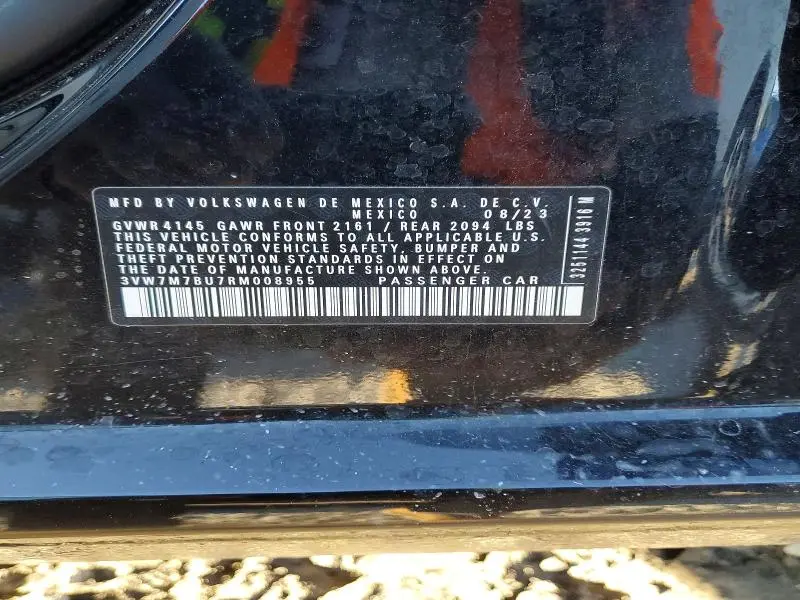 MFD BY VOLKSWAGEN DE MEXICO S.A. DE C.V.
MEXICO 08/23
GVWR 4145 GAWR FRONT 2161 / REAR 2094 LBS
THIS VEHICLE CONFORMS TO ALL APPLICABLE U.S.
FEDERAL MOTOR VEHICLE SAFETY, BUMPER AND
THEFT PREVENTION STANDARDS IN EFFECT ON
THE DATE OF MANUFACTURE SHOWN ABOVE.
3VW7M7BU7RM008955 PASSENGER CAR
3251144 3916 M